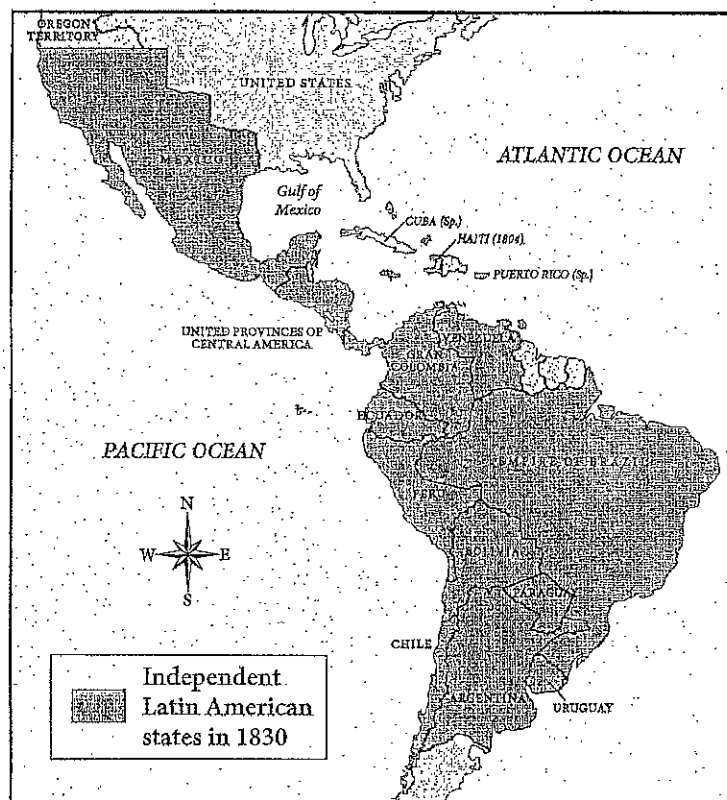 OREGON
TERRITORY
UNITED STATES
MEXICO
ATLANTIC OCEAN
Gulf of
Mexico
CUBA (Sp.)
HAITI (1804)
PUERTO RICO (Sp.)
UNITED PROVINCES OF
CENTRAL AMERICA
VENEZUELA
GRAN
COLOMBIA
ECUADOR
PACIFIC OCEAN
EMPIRE OF BRAZIL
PERU
N
W
E
S
BOLIVIA
PARAGUAY
CHILE
ARGENTINA
URUGUAY
Independent
Latin American
states in 1830